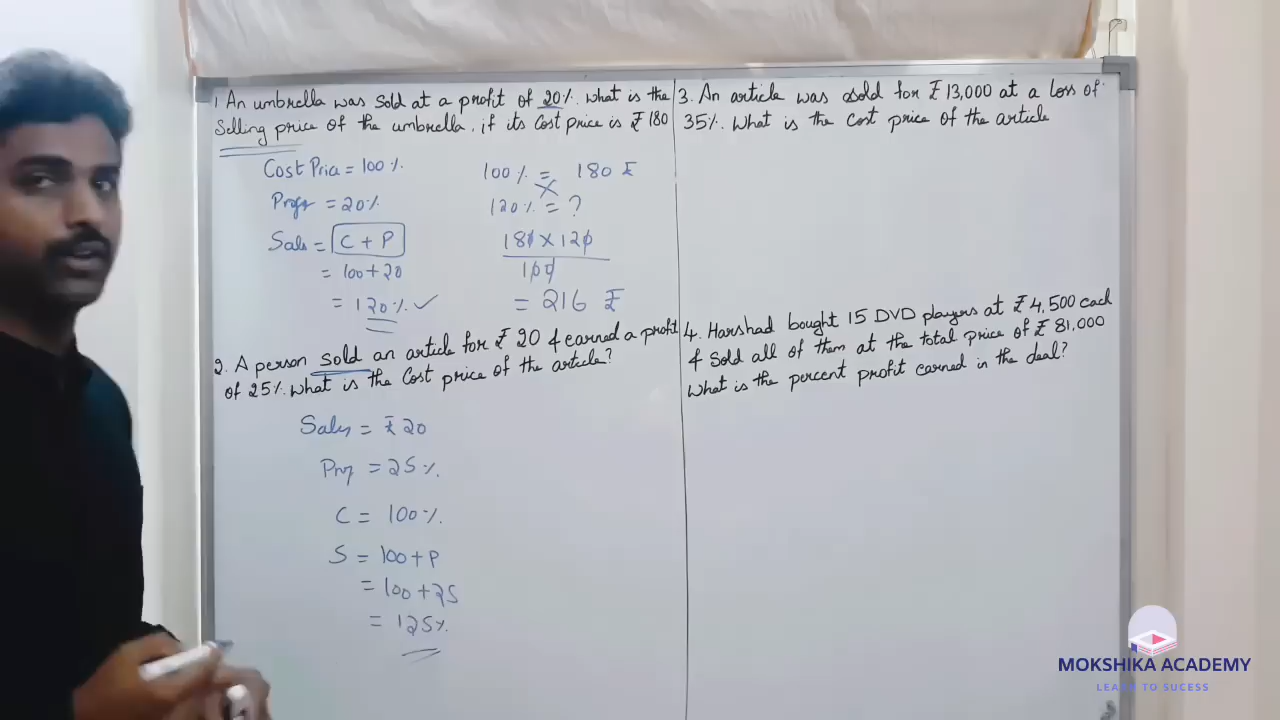 1 An umbrella was sold at a profit of 20%. What is the
Selling price of the umbrella, if its Cost price is ₹ 180
Cost Price = 100%.
Profit = 20%
Sales = C + P
= 100+20
= 120%. ✓
100% = 180 ₹
120% = ?
180 × 120
100
= 216 ₹
2. A person sold an article for ₹ 20 & earned a profit
of 25%. What is the Cost price of the article?
Sales = ₹ 20
Prof = 25%.
C = 100%.
S = 100+P
= 100+25
= 125%.
3. An article was sold for ₹ 13,000 at a loss of
35%. What is the Cost price of the article
4. Harshad bought 15 DVD players at ₹ 4,500 each
& Sold all of them at the total price of ₹ 81,000
What is the percent profit earned in the deal?
MOKSHIKA ACADEMY
LEARN TO SUCESS